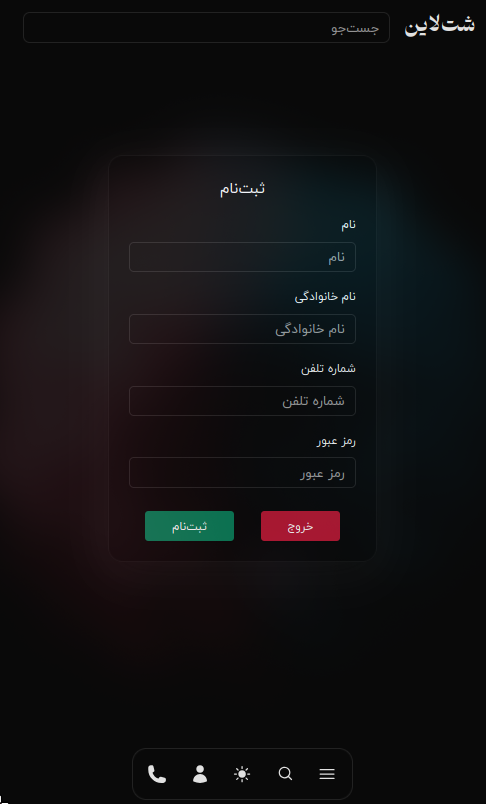 شت‌لاین
جست‌جو
ثبت‌نام
نام
نام
نام خانوادگی
نام خانوادگی
شماره تلفن
شماره تلفن
رمز عبور
رمز عبور
خروج
ثبت‌نام